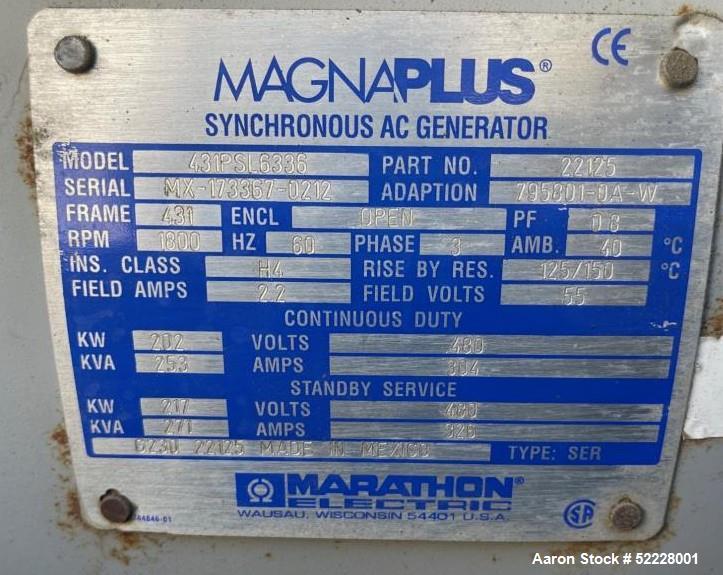 CE
MAGNAPLUS®
SYNCHRONOUS AC GENERATOR
MODEL 431PSL6336 PART NO. 22125
SERIAL MX-173367-0212 ADAPTION 795801-0A-W
FRAME 431 ENCL OPEN PF 0.8
RPM 1800 HZ 60 PHASE 3 AMB. 40 °C
INS. CLASS H4 RISE BY RES. 125/150 °C
FIELD AMPS 2.2 FIELD VOLTS 55
CONTINUOUS DUTY
KW 202 VOLTS 480
KVA 253 AMPS 304
STANDBY SERVICE
KW 217 VOLTS 480
KVA 271 AMPS 326
22125 MADE IN MEXICO TYPE: SER
MARATHON®
ELECTRIC
WAUSAU, WISCONSIN 54401 U.S.A.
SA
Aaron Stock # 52228001